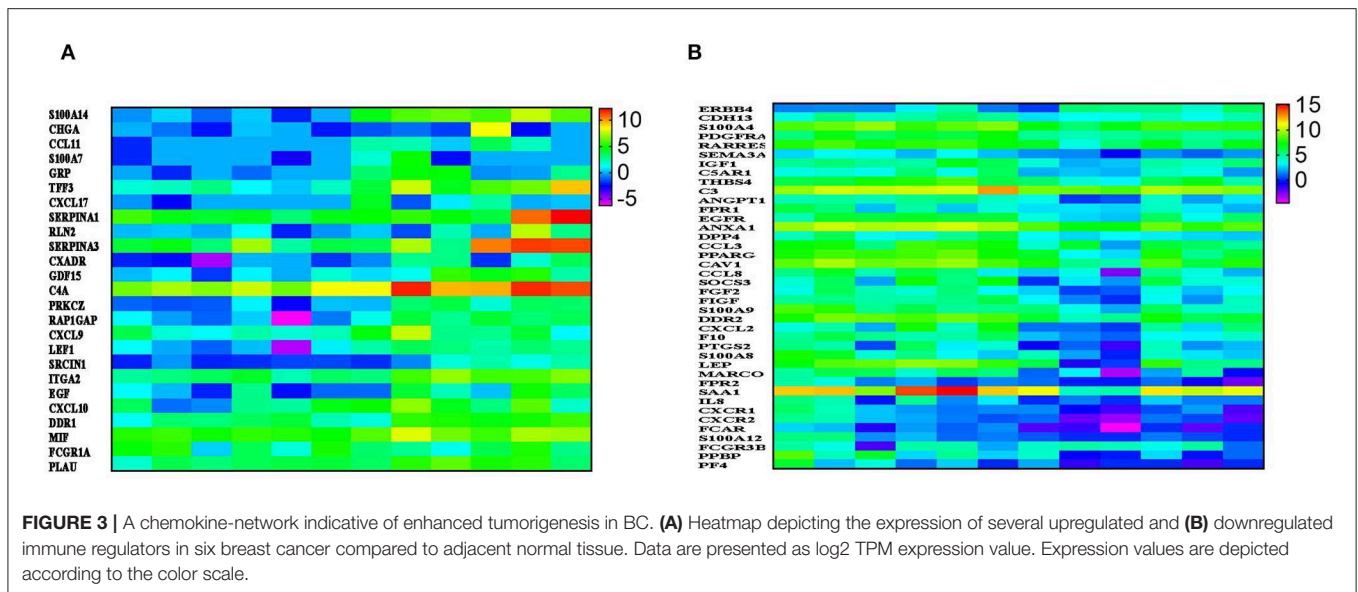 A
B
S100A14
CHGA
CCL11
S100A7
GRP
TFF3
CXCL17
SERPINA1
RLN2
SERPINA3
CXADR
GDF15
C4A
PRKCZ
RAP1GAP
CXCL9
LEF1
SRCIN1
ITGA2
EGF
CXCL10
DDR1
MIF
FCGR1A
PLAU
10
5
0
-5
ERBB4
CDH13
S100A4
PDGFRA
RARRES
SEMA3A
IGF1
C5AR1
THBS4
C3
ANGPT1
FPR1
EGFR
ANXA1
DPP4
CCL3
PPARG
CAV1
CCL8
SOCS3
FGF2
FIGF
S100A9
DDR2
CXCL2
F10
PTGS2
S100A8
LEP
MARCO
FPR2
SAA1
IL8
CXCR1
CXCR2
FCAR
S100A12
FCGR3B
PPBP
PF4
15
10
5
0
FIGURE 3 | A chemokine-network indicative of enhanced tumorigenesis in BC. (A) Heatmap depicting the expression of several upregulated and (B) downregulated
immune regulators in six breast cancer compared to adjacent normal tissue. Data are presented as log2 TPM expression value. Expression values are depicted
according to the color scale.